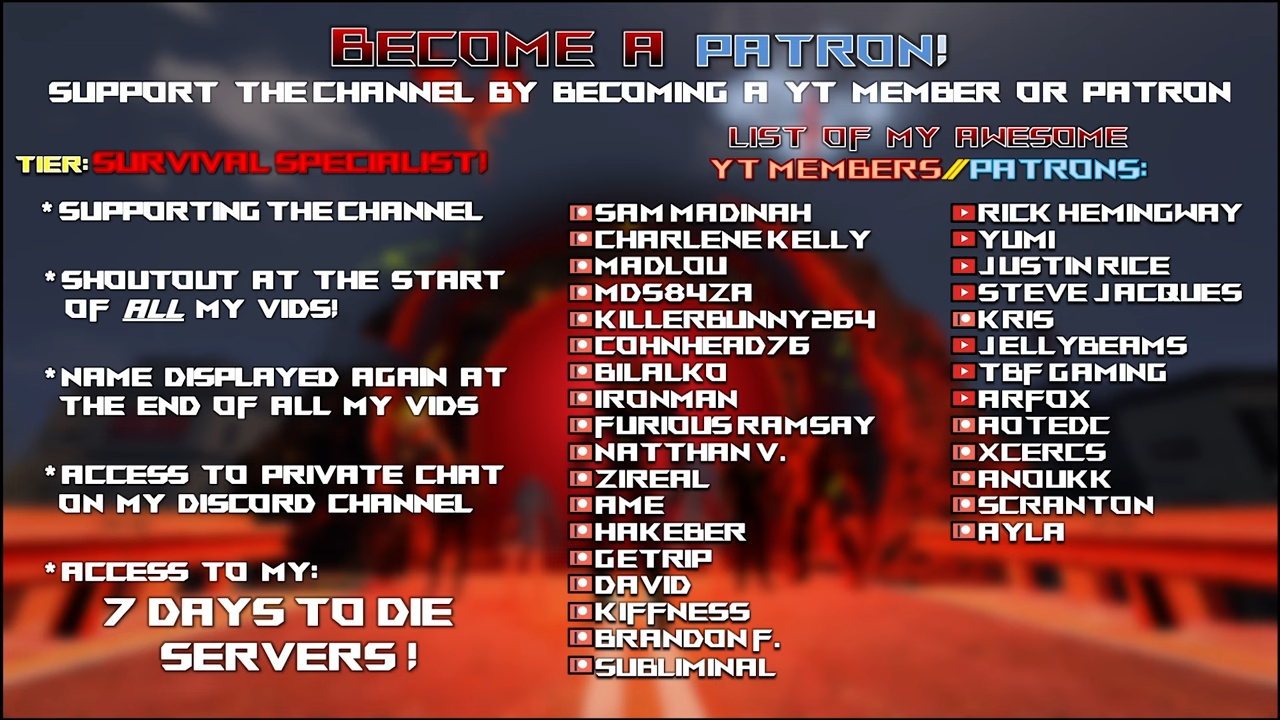 BECOME A PATRON!
SUPPORT THE CHANNEL BY BECOMING A YT MEMBER OR PATRON
TIER: SURVIVAL SPECIALIST!
* SUPPORTING THE CHANNEL
* SHOUTOUT AT THE START
OF ALL MY VIDS!
* NAME DISPLAYED AGAIN AT
THE END OF ALL MY VIDS
* ACCESS TO PRIVATE CHAT
ON MY DISCORD CHANNEL
* ACCESS TO MY:
7 DAYS TO DIE
SERVERS !
LIST OF MY AWESOME
YT MEMBERS//PATRONS:
SAM MADINAH
CHARLENE KELLY
MADLOU
MDS84ZA
KILLERBUNNY264
COHNHEAD76
BILALKO
IRONMAN
FURIOUS RAMSAY
NATTHAN V.
ZIREAL
AME
HAKEBER
GETRIP
DAVID
KIFFNESS
BRANDON F.
SUBLIMINAL
RICK HEMINGWAY
YUMI
JUSTIN RICE
STEVE JACQUES
KRIS
JELLYBEAMS
TBF GAMING
ARFOX
AOTEDC
XCERCS
ANOUKK
SCRANTON
AYLA